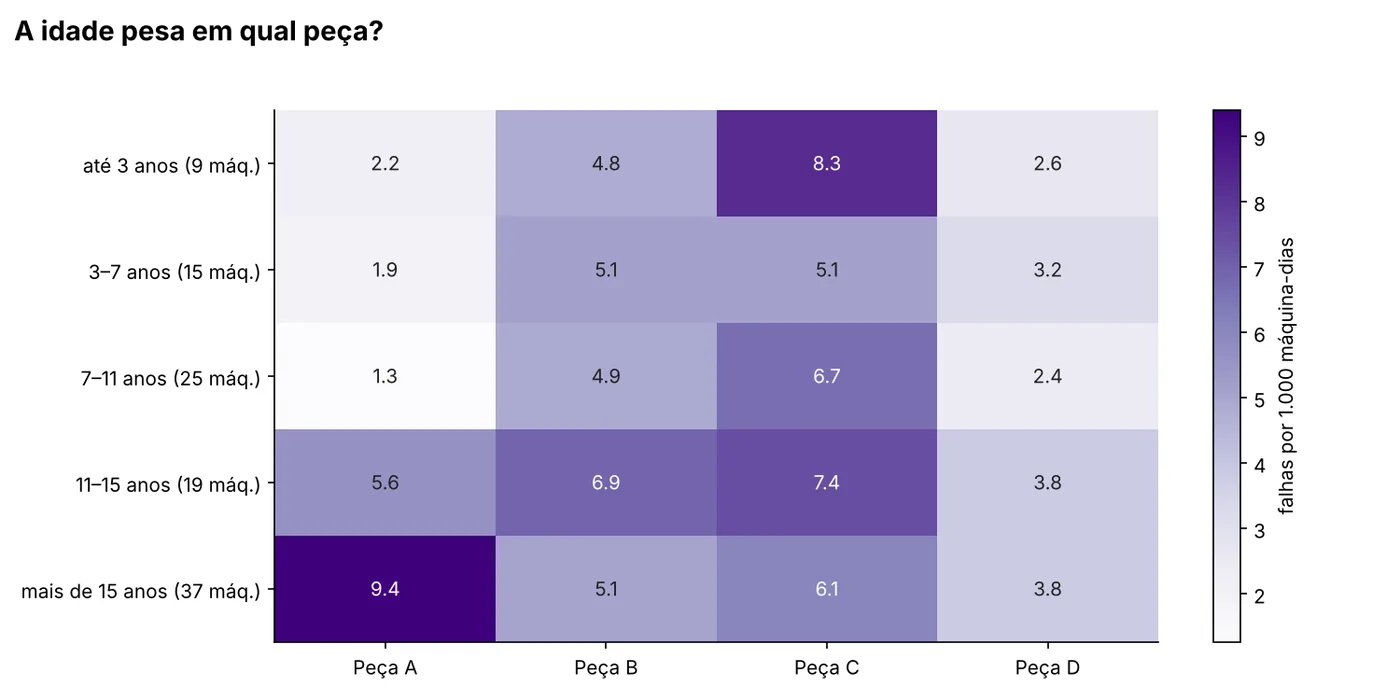 A idade pesa em qual peça?
até 3 anos (9 máq.) 2.2 4.8 8.3 2.6
3–7 anos (15 máq.) 1.9 5.1 5.1 3.2
7–11 anos (25 máq.) 1.3 4.9 6.7 2.4
11–15 anos (19 máq.) 5.6 6.9 7.4 3.8
mais de 15 anos (37 máq.) 9.4 5.1 6.1 3.8
Peça A Peça B Peça C Peça D
9
8
7
6
5
4
3
2
falhas por 1.000 máquina-dias